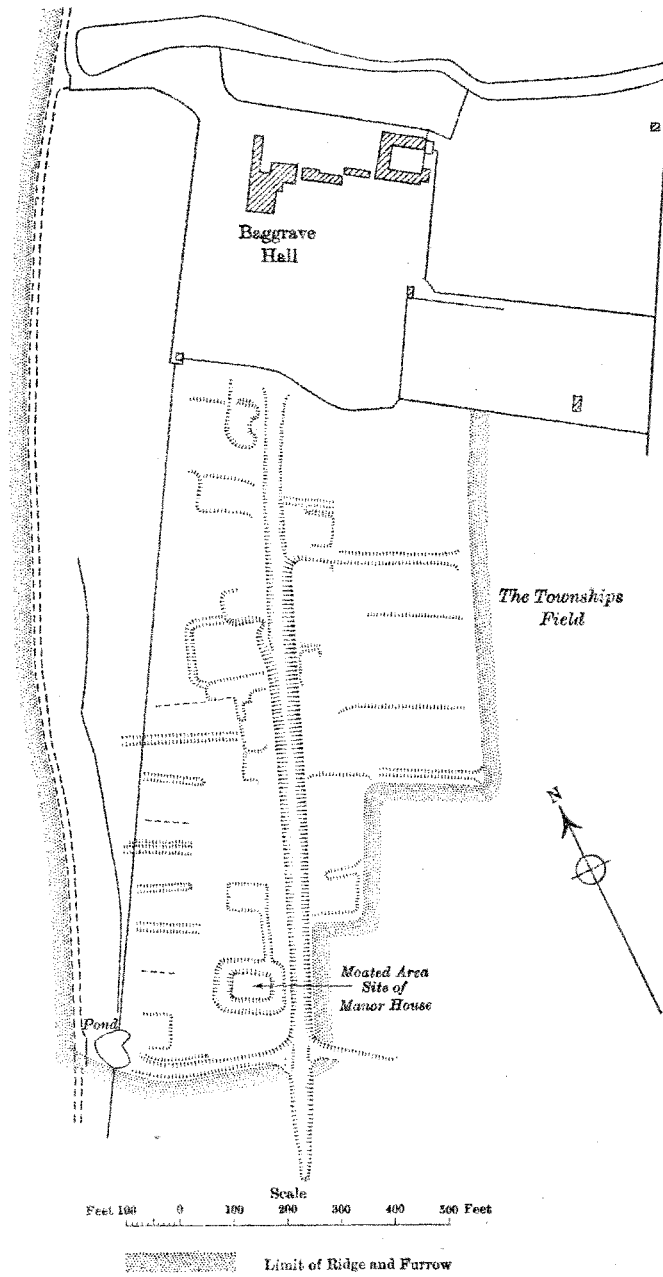 Baggrave
Hall
The Townships
Field
N
Moated Area
Site of
Manor House
Pond
Scale
Feet 100 0 100 200 300 400 500 Feet
Limit of Ridge and Furrow